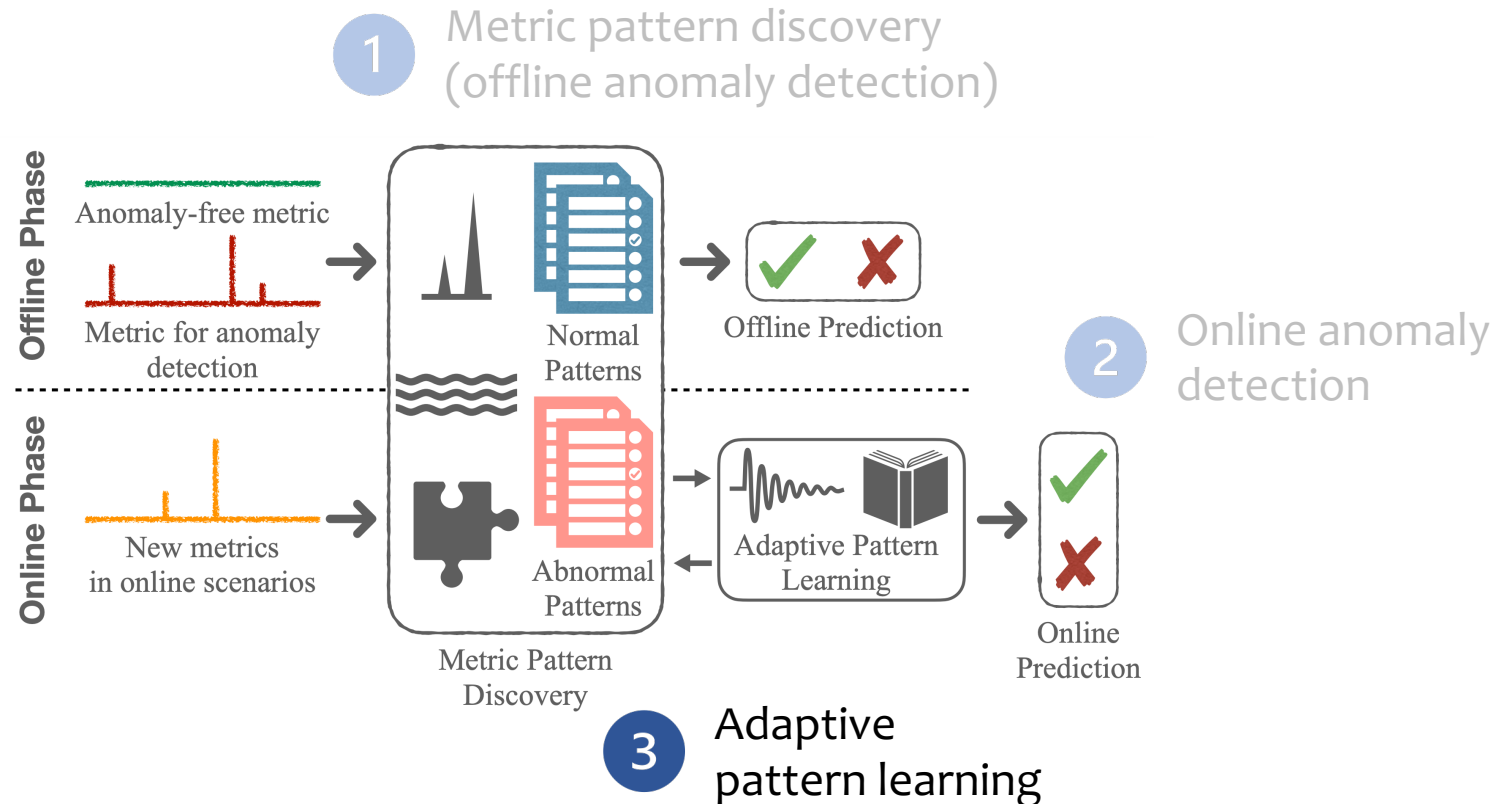 1
Metric pattern discovery
(offline anomaly detection)
Offline Phase
Anomaly-free metric
Metric for anomaly
detection
Normal
Patterns
Offline Prediction
2
Online anomaly
detection
Online Phase
New metrics
in online scenarios
Abnormal
Patterns
Adaptive Pattern
Learning
Online
Prediction
Metric Pattern
Discovery
3
Adaptive
pattern learning